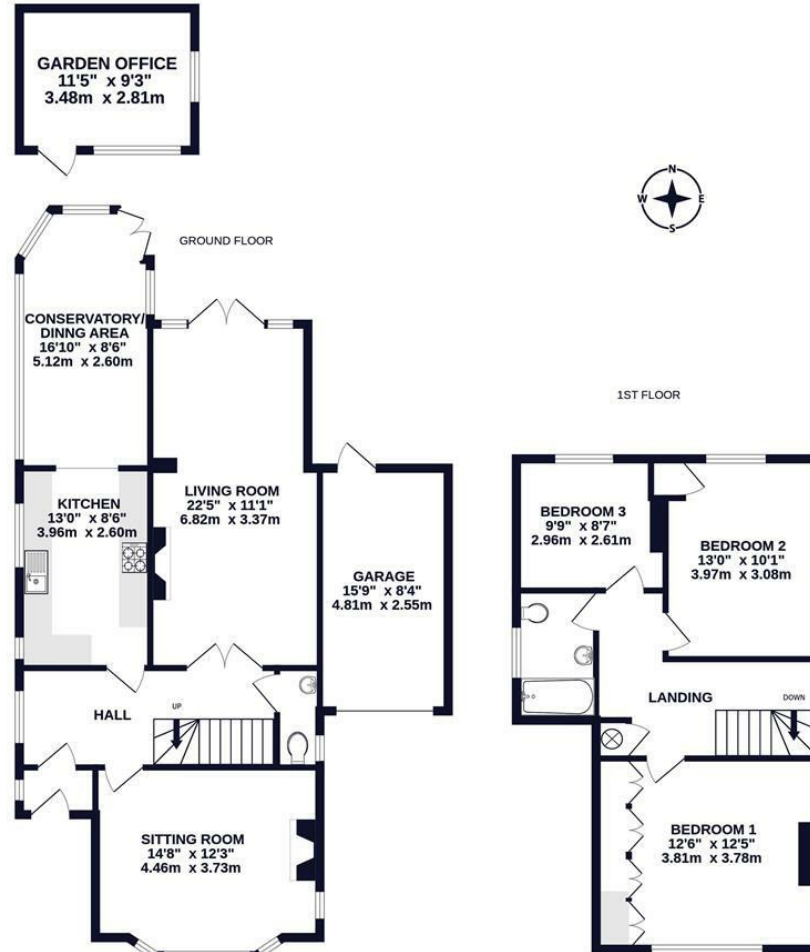 GARDEN OFFICE
11'5" x 9'3"
3.48m x 2.81m
N
W E
S
GROUND FLOOR
CONSERVATORY/
DINNG AREA
16'10" x 8'6"
5.12m x 2.60m
KITCHEN
13'0" x 8'6"
3.96m x 2.60m
LIVING ROOM
22'5" x 11'1"
6.82m x 3.37m
GARAGE
15'9" x 8'4"
4.81m x 2.55m
HALL
UP
SITTING ROOM
14'8" x 12'3"
4.46m x 3.73m
1ST FLOOR
BEDROOM 3
9'9" x 8'7"
2.96m x 2.61m
BEDROOM 2
13'0" x 10'1"
3.97m x 3.08m
LANDING
DOWN
BEDROOM 1
12'6" x 12'5"
3.81m x 3.78m